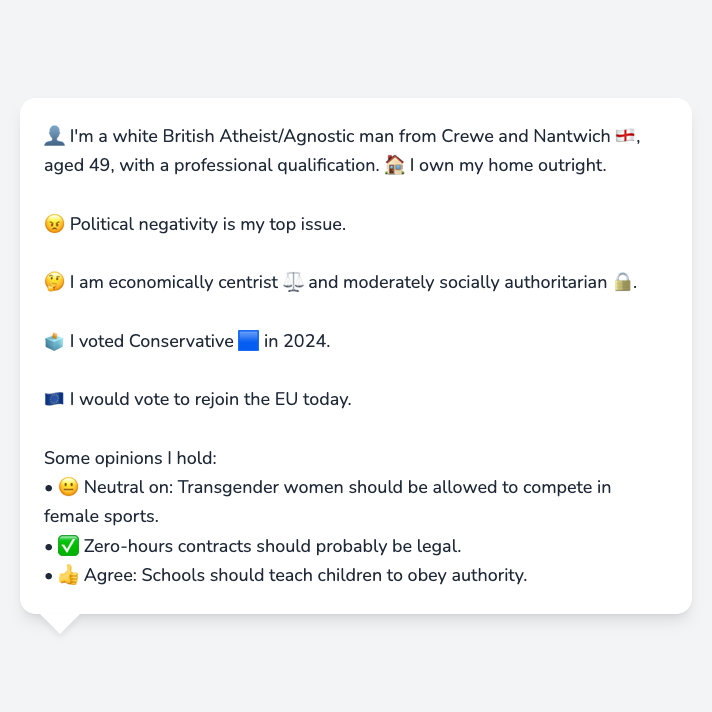 👤 I'm a white British Atheist/Agnostic man from Crewe and Nantwich 🏴󠁧󠁢󠁥󠁮󠁧󠁿,
aged 49, with a professional qualification. 🏠 I own my home outright.
😠 Political negativity is my top issue.
🤔 I am economically centrist ⚖️ and moderately socially authoritarian 🔒.
🗳️ I voted Conservative 🟦 in 2024.
🇪🇺 I would vote to rejoin the EU today.
Some opinions I hold:
• 😐 Neutral on: Transgender women should be allowed to compete in
female sports.
• ✅ Zero-hours contracts should probably be legal.
• 👍 Agree: Schools should teach children to obey authority.